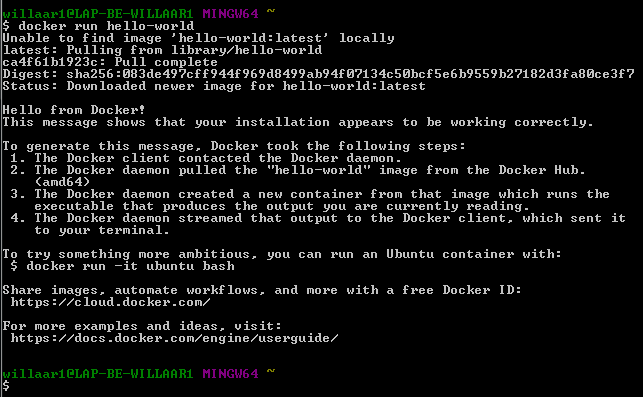 willaar1@LAP-BE-WILLAAR1 MINGW64 ~
$ docker run hello-world
Unable to find image 'hello-world:latest' locally
latest: Pulling from library/hello-world
ca4f61b1923c: Pull complete
Digest: sha256:083de497cff944f969d8499ab94f07134c50bcf5e6b9559b27182d3fa80ce3f7
Status: Downloaded newer image for hello-world:latest
Hello from Docker!
This message shows that your installation appears to be working correctly.
To generate this message, Docker took the following steps:
1. The Docker client contacted the Docker daemon.
2. The Docker daemon pulled the "hello-world" image from the Docker Hub.
(amd64)
3. The Docker daemon created a new container from that image which runs the
executable that produces the output you are currently reading.
4. The Docker daemon streamed that output to the Docker client, which sent it
to your terminal.
To try something more ambitious, you can run an Ubuntu container with:
$ docker run -it ubuntu bash
Share images, automate workflows, and more with a free Docker ID:
https://cloud.docker.com/
For more examples and ideas, visit:
https://docs.docker.com/engine/userguide/
willaar1@LAP-BE-WILLAAR1 MINGW64 ~
$